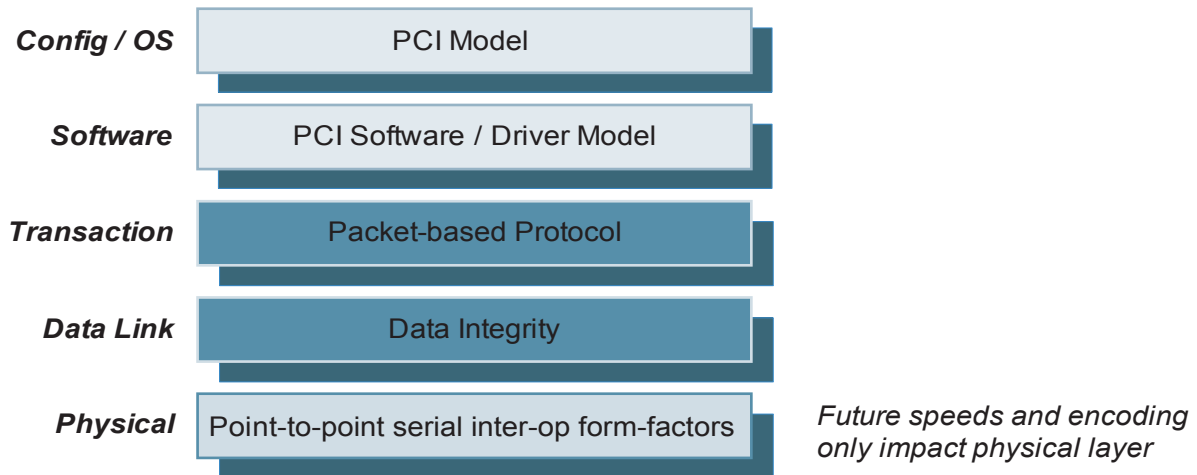 Config / OS
PCI Model
Software
PCI Software / Driver Model
Transaction
Packet-based Protocol
Data Link
Data Integrity
Physical
Point-to-point serial inter-op form-factors
Future speeds and encoding
only impact physical layer